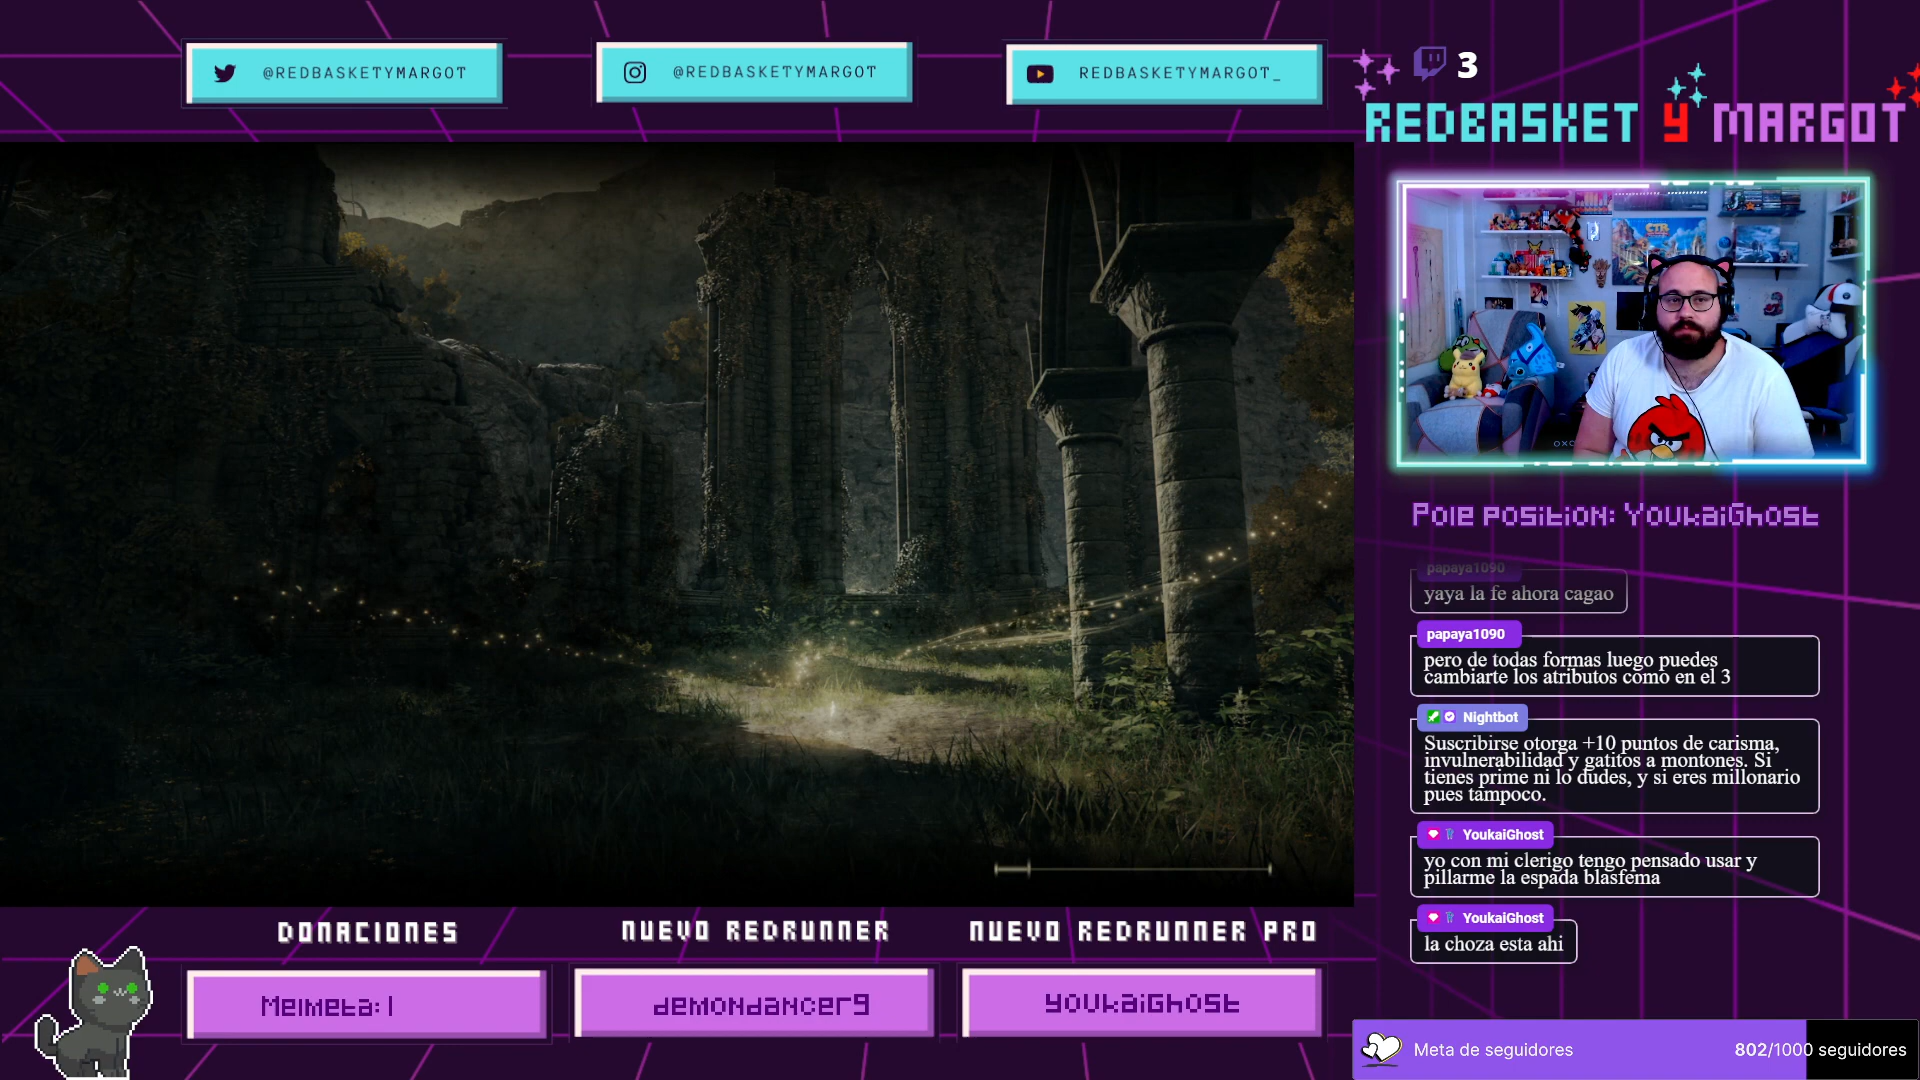 @REDBASKETYMARGOT
@REDBASKETYMARGOT
REDBASKETYMARGOT_
3
REDBASKET Y MARGOT
CTR
Pole Position: YoukaiGhost
papaya1090
yaya la fe ahora cagao
papaya1090
pero de todas formas luego puedes
cambiarte los atributos como en el 3
Nightbot
Suscribirse otorga +10 puntos de carisma,
invulnerabilidad y gatitos a montones. Si
tienes prime ni lo dudes, y si eres millonario
pues tampoco.
YoukaiGhost
yo con mi clerigo tengo pensado usar y
pillarme la espada blasfema
YoukaiGhost
la choza esta ahi
DONACIONES
NUEVO REDRUNNER
NUEVO REDRUNNER PRO
Melmeta: 1
demondancer9
youkaiGhost
Meta de seguidores
802/1000 seguidores